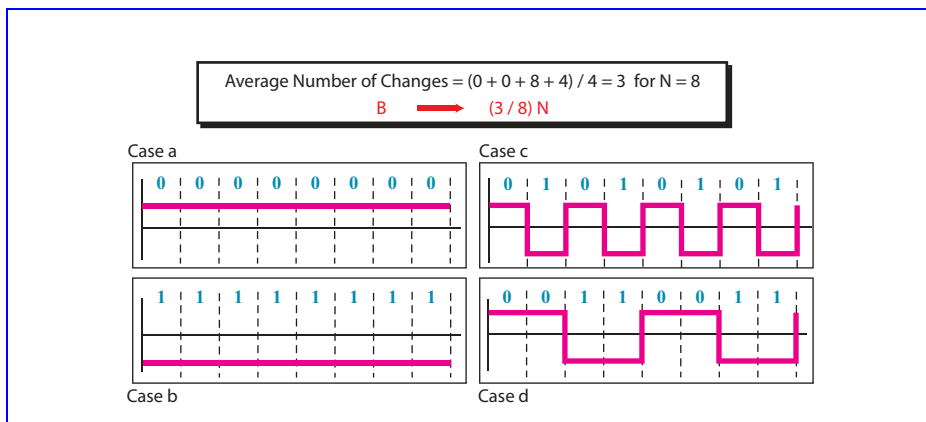 Average Number of Changes = (0 + 0 + 8 + 4) / 4 = 3 for N = 8
B (3 / 8) N
Case a
0 0 0 0 0 0 0 0
Case c
0 1 0 1 0 1 0 1
1 1 1 1 1 1 1 1
Case b
0 0 1 1 0 0 1 1
Case d